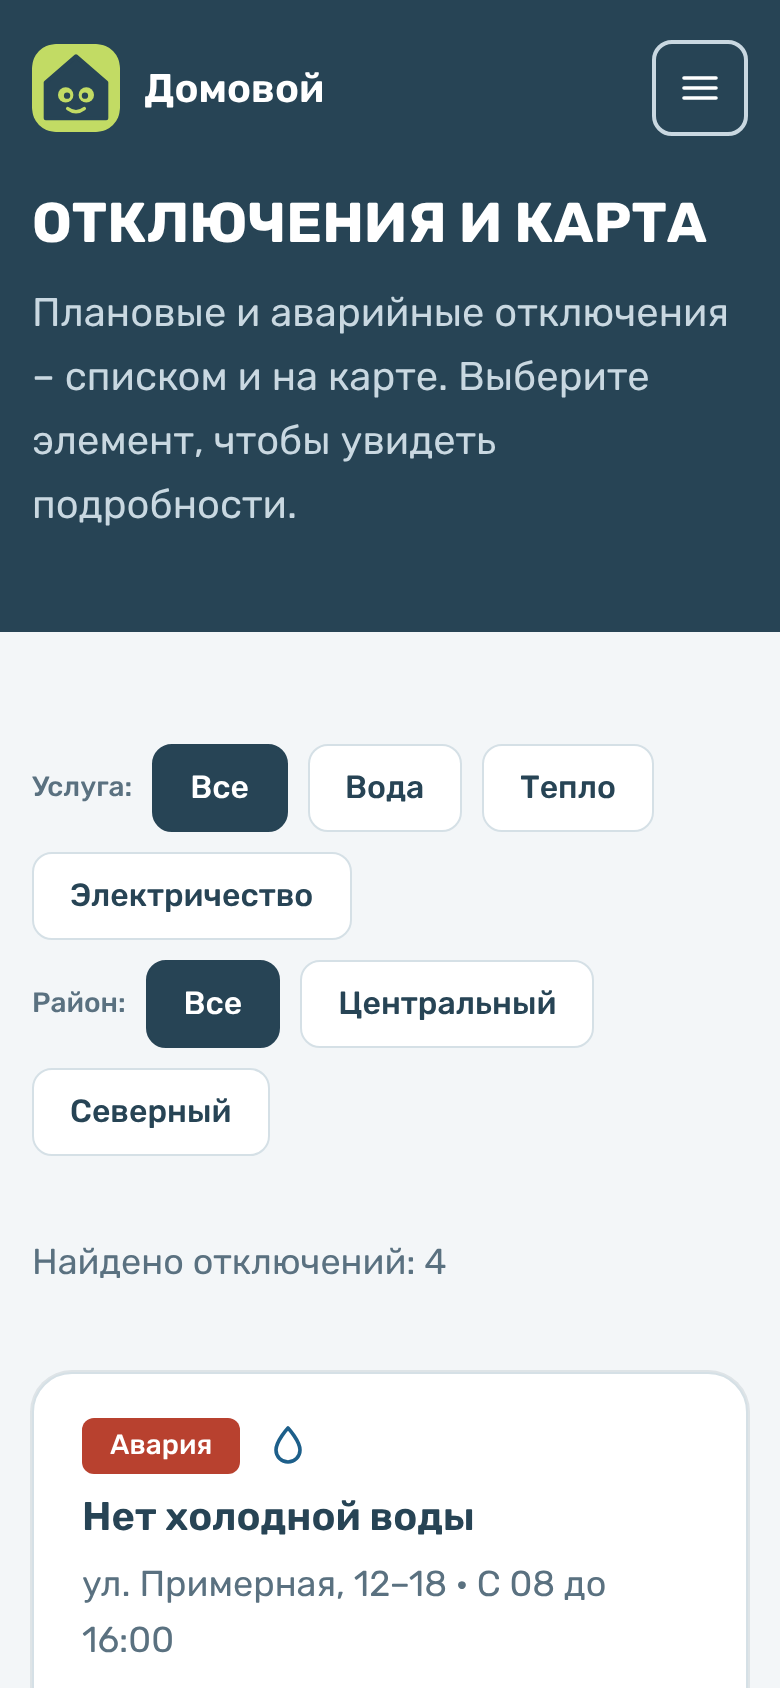 Домовой
ОТКЛЮЧЕНИЯ И КАРТА
Плановые и аварийные отключения
– списком и на карте. Выберите
элемент, чтобы увидеть
подробности.
Услуга: Все Вода Тепло
Электричество
Район: Все Центральный
Северный
Найдено отключений: 4
Авария
Нет холодной воды
ул. Примерная, 12–18 • С 08 до
16:00